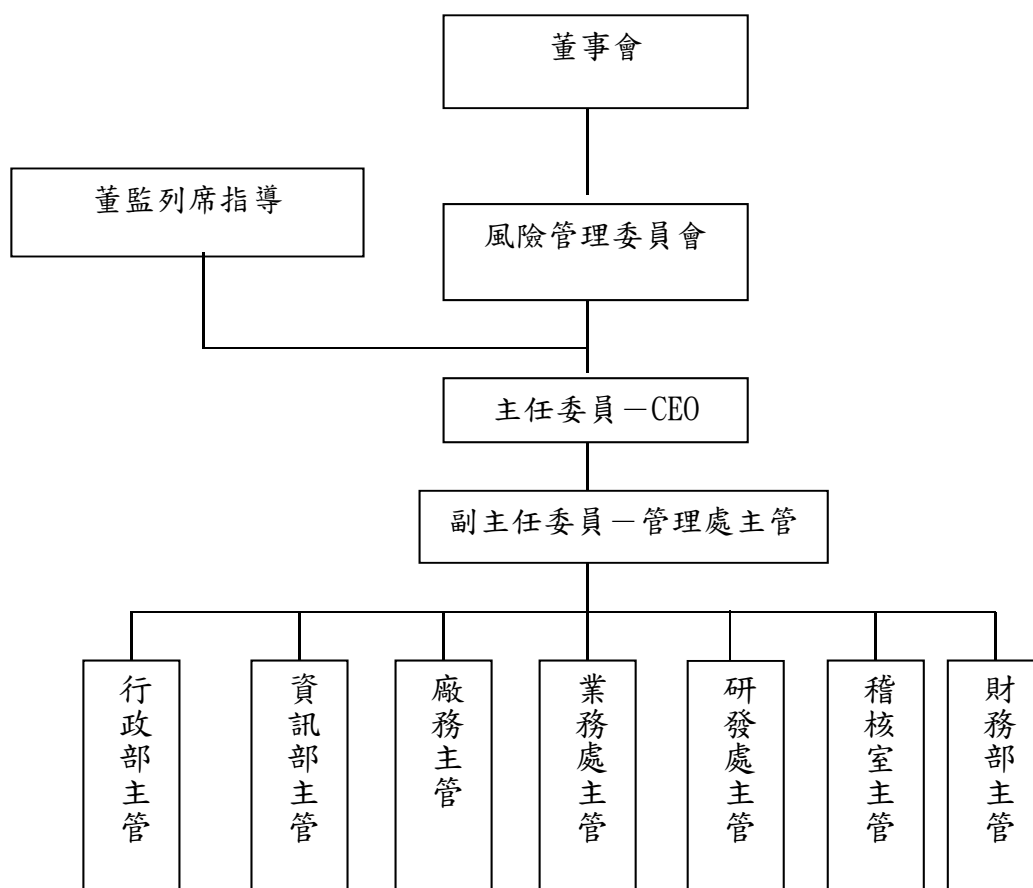 董事會
董監列席指導
風險管理委員會
主任委員－CEO
副主任委員－管理處主管
行政部主管
資訊部主管
廠務主管
業務處主管
研發處主管
稽核室主管
財務部主管